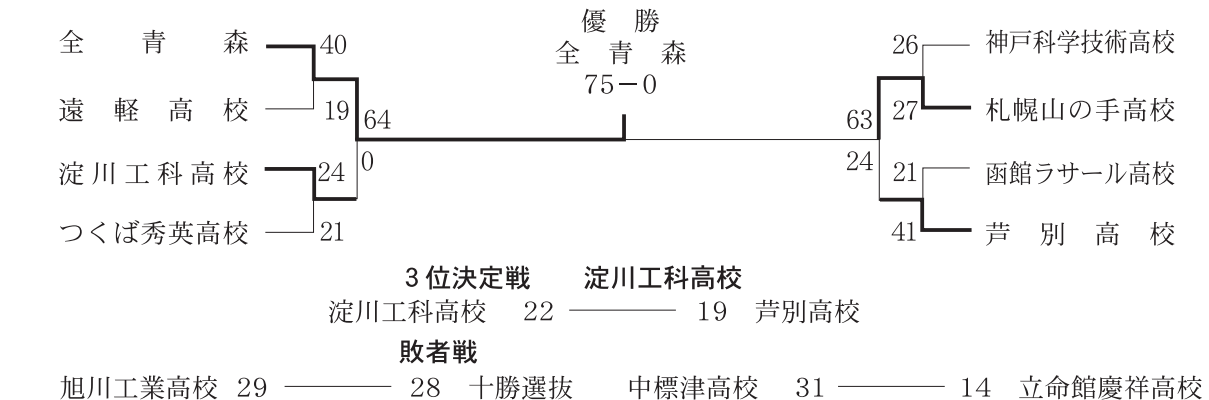 優勝
全青森
75－0
全青森 40
遠軽高校 19
64
淀川工科高校 24
0
つくば秀英高校 21
26 神戸科学技術高校
27 札幌山の手高校
63
24
21 函館ラサール高校
41 芦別高校
3位決定戦 淀川工科高校
淀川工科高校 22 ―― 19 芦別高校
敗者戦
旭川工業高校 29 ―― 28 十勝選抜 中標津高校 31 ―― 14 立命館慶祥高校